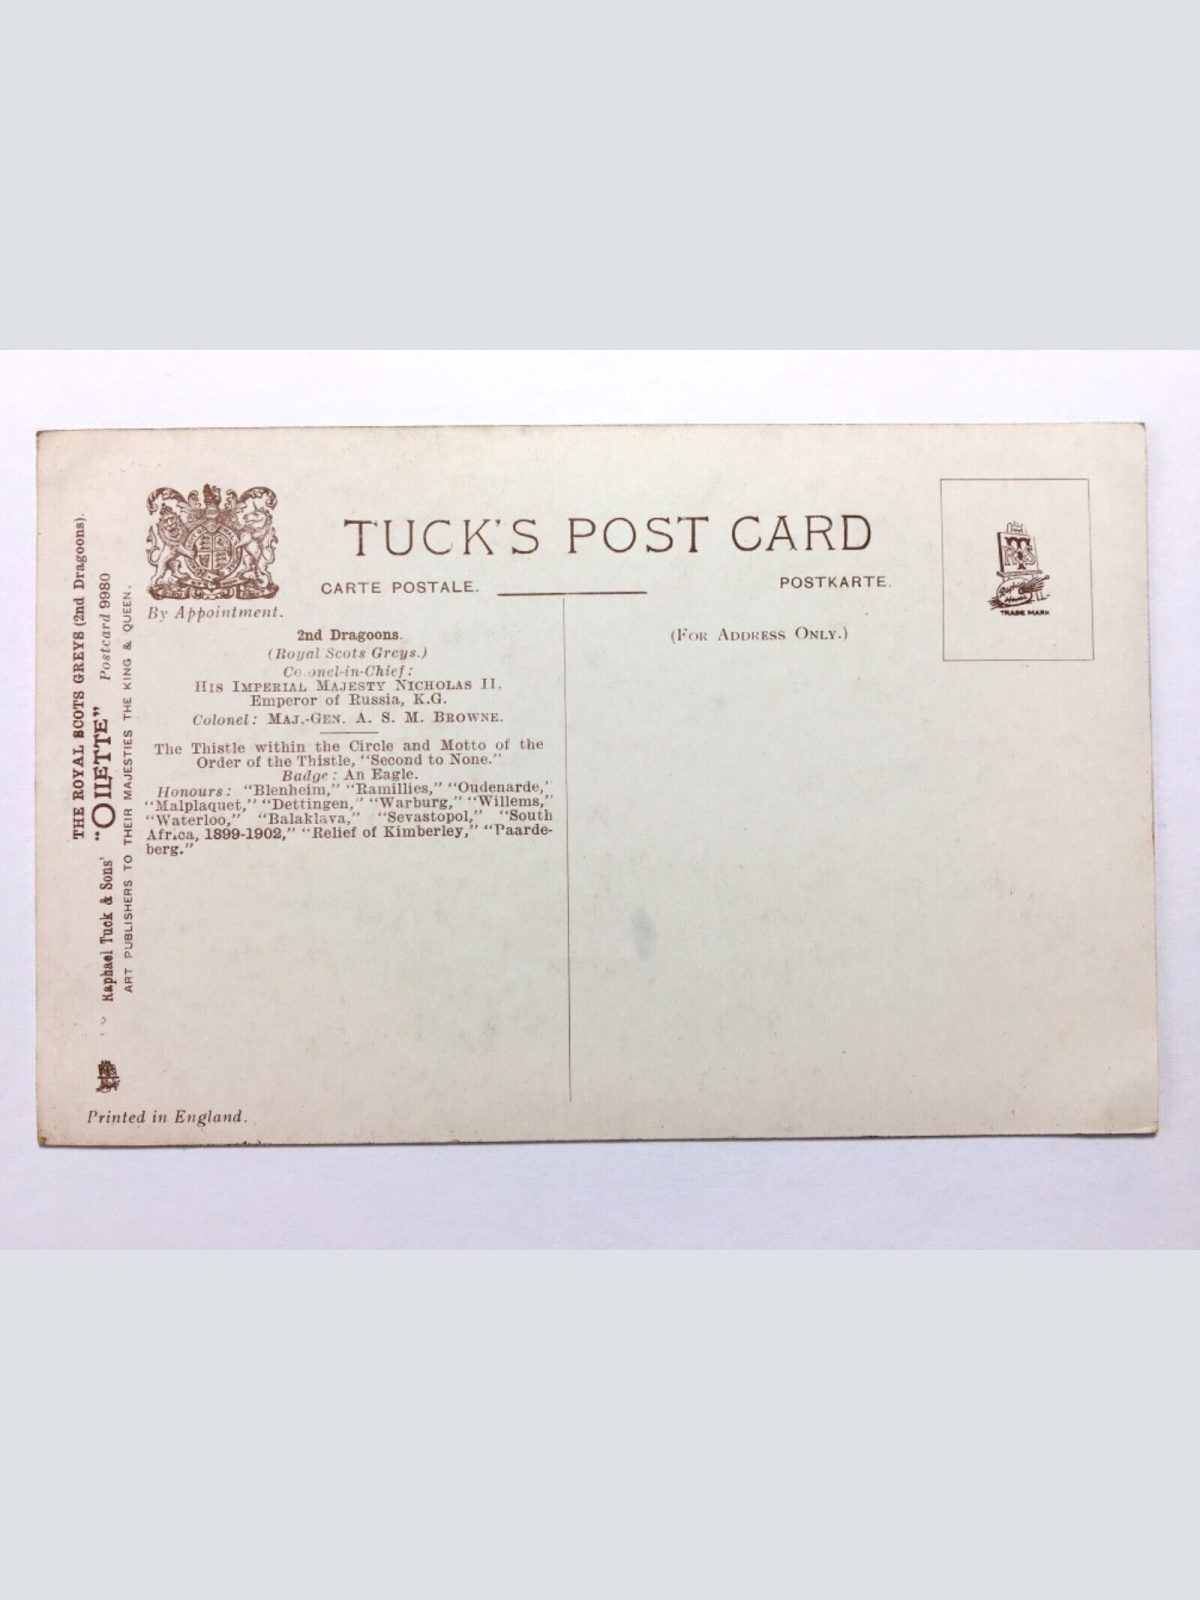 TUCK'S POST CARD
CARTE POSTALE.
POSTKARTE.
By Appointment.
(For Address Only.)
TRADE MARK
2nd Dragoons.
(Royal Scots Greys.)
Co onel-in-Chief:
His Imperial Majesty Nicholas II,
Emperor of Russia, K.G.
Colonel: Maj.-Gen. A. S. M. Browne.
The Thistle within the Circle and Motto of the
Order of the Thistle, "Second to None."
Badge: An Eagle.
Honours: "Blenheim," "Ramillies," "Oudenarde,"
"Malplaquet," "Dettingen," "Warburg," "Willems,"
"Waterloo," "Balaklava," "Sevastopol," "South
Africa, 1899-1902," "Relief of Kimberley," "Paarde-
berg."
THE ROYAL SCOTS GREYS (2nd Dragoons).
Raphael Tuck & Sons' "OILETTE" Postcard 9980
ART PUBLISHERS TO THEIR MAJESTIES THE KING & QUEEN.
Printed in England.